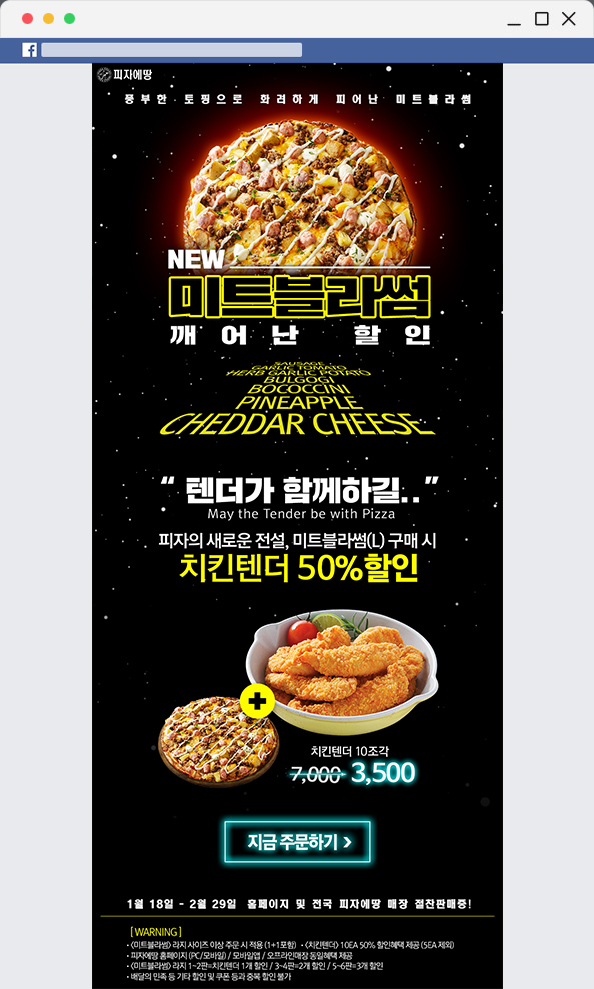 피자에땅
풍부한 토핑으로 화려하게 피어난 미트블라썸
NEW
미트블라썸
깨어난 할인
SAUSAGE
GARLIC TOMATO
HERB GARLIC POTATO
BULGOGI
BOCOCCINI
PINEAPPLE
CHEDDAR CHEESE
“ 텐더가 함께하길.. ”
May the Tender be with Pizza
피자의 새로운 전설, 미트블라썸(L) 구매 시
치킨텐더 50%할인
치킨텐더 10조각
7,000 3,500
지금 주문하기 >
1월 18일 - 2월 29일 홈페이지 및 전국 피자에땅 매장 절찬판매중!
[WARNING]
• <미트블라썸> 라지 사이즈 이상 주문 시 적용 (1+1포함) • <치킨텐더> 10EA 50% 할인혜택 제공 (5EA 제외)
• 피자에땅 홈페이지 (PC/모바일) / 모바일앱 / 오프라인매장 동일혜택 제공
• <미트블라썸> 라지 1~2판=치킨텐더 1개 할인 / 3~4판=2개 할인 / 5~6판=3개 할인
• 배달의 민족 등 기타 할인 및 쿠폰 등과 중복 할인 불가